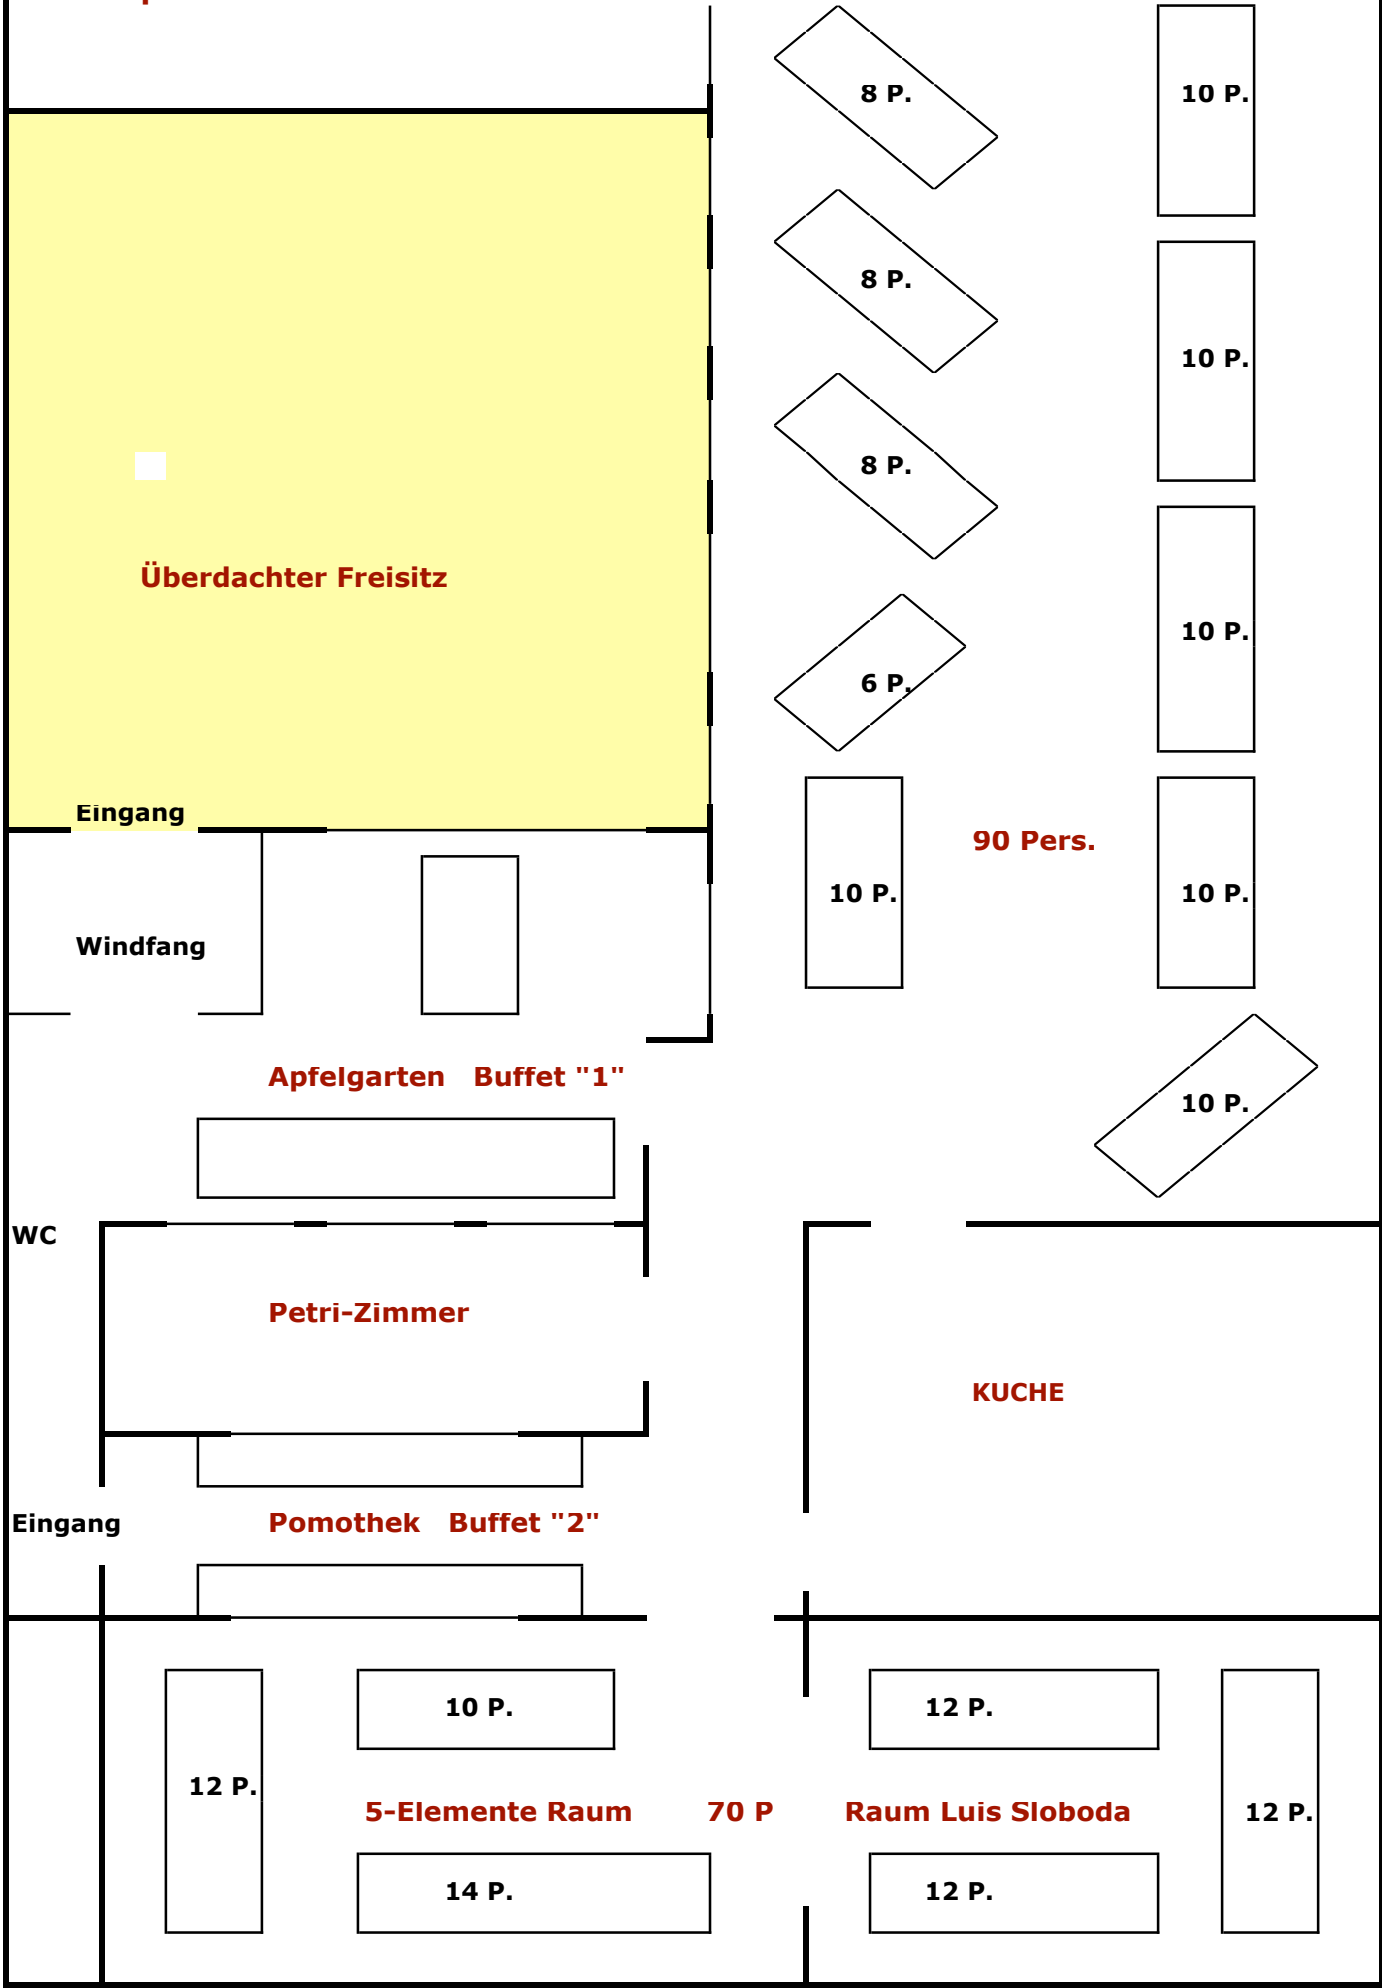 8 P. 10 P.
8 P.
10 P.
8 P.
Überdachter Freisitz
10 P.
6 P.
Eingang
90 Pers.
10 P. 10 P.
Windfang
Apfelgarten Buffet "1"
10 P.
WC
Petri-Zimmer
KUCHE
Eingang Pomothek Buffet "2"
10 P. 12 P.
12 P.
5-Elemente Raum 70 P Raum Luis Sloboda 12 P.
14 P. 12 P.